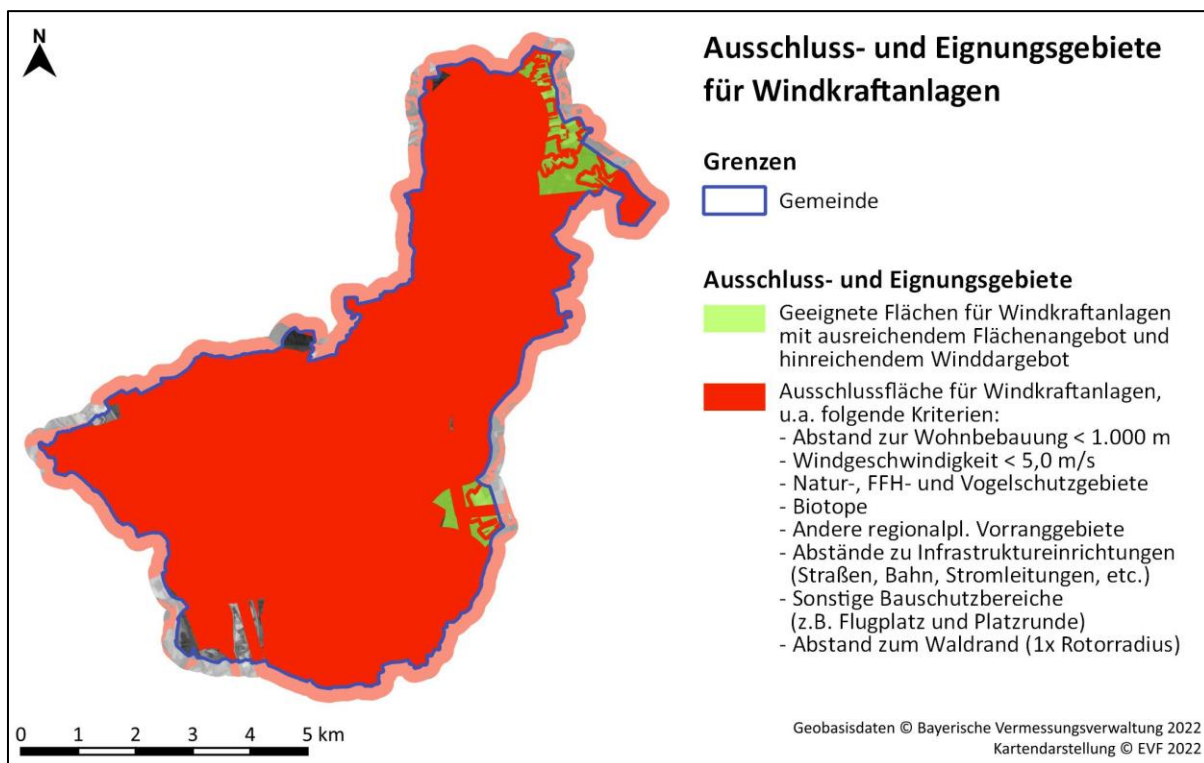 N
Ausschluss- und Eignungsgebiete
für Windkraftanlagen
Grenzen
Gemeinde
Ausschluss- und Eignungsgebiete
Geeignete Flächen für Windkraftanlagen
mit ausreichendem Flächenangebot und
hinreichendem Winddargebot
Ausschlussfläche für Windkraftanlagen,
u.a. folgende Kriterien:
- Abstand zur Wohnbebauung < 1.000 m
- Windgeschwindigkeit < 5,0 m/s
- Natur-, FFH- und Vogelschutzgebiete
- Biotope
- Andere regionalpl. Vorranggebiete
- Abstände zu Infrastruktureinrichtungen
(Straßen, Bahn, Stromleitungen, etc.)
- Sonstige Bauschutzbereiche
(z.B. Flugplatz und Platzrunde)
- Abstand zum Waldrand (1x Rotorradius)
0 1 2 3 4 5 km
Geobasisdaten © Bayerische Vermessungsverwaltung 2022
Kartendarstellung © EVF 2022